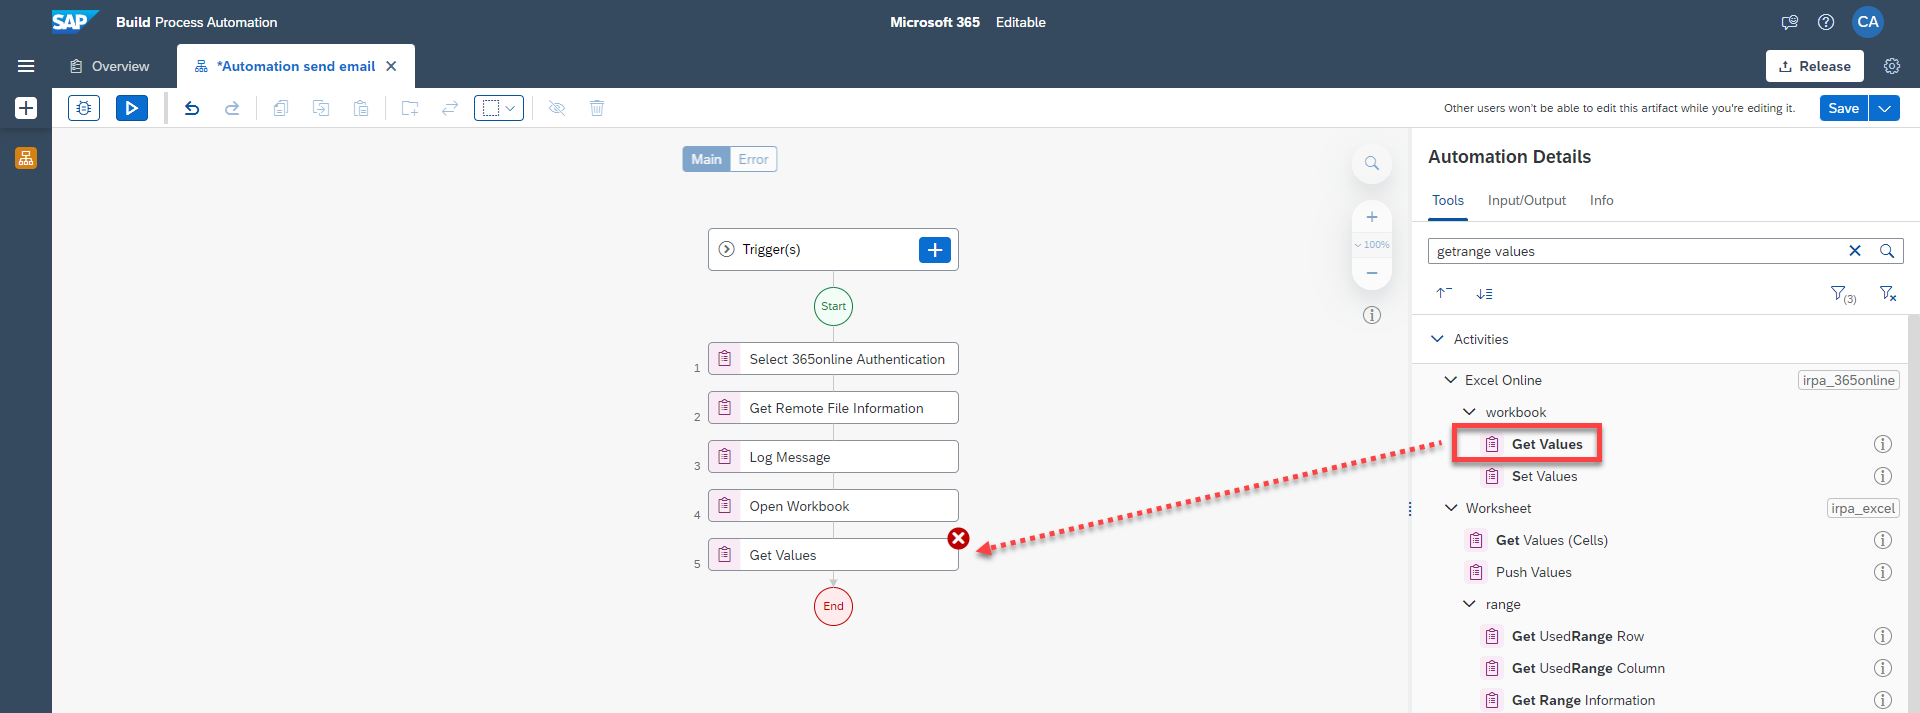 SAP Build Process Automation
Microsoft 365 Editable
CA
Overview
*Automation send email
Release
Other users won't be able to edit this artifact while you're editing it.
Save
Main Error
Trigger(s)
Start
1 Select 365online Authentication
2 Get Remote File Information
3 Log Message
4 Open Workbook
5 Get Values
End
100%
Automation Details
Tools Input/Output Info
getrange values
(3)
Activities
Excel Online irpa_365online
workbook
Get Values
Set Values
Worksheet irpa_excel
Get Values (Cells)
Push Values
range
Get UsedRange Row
Get UsedRange Column
Get Range Information